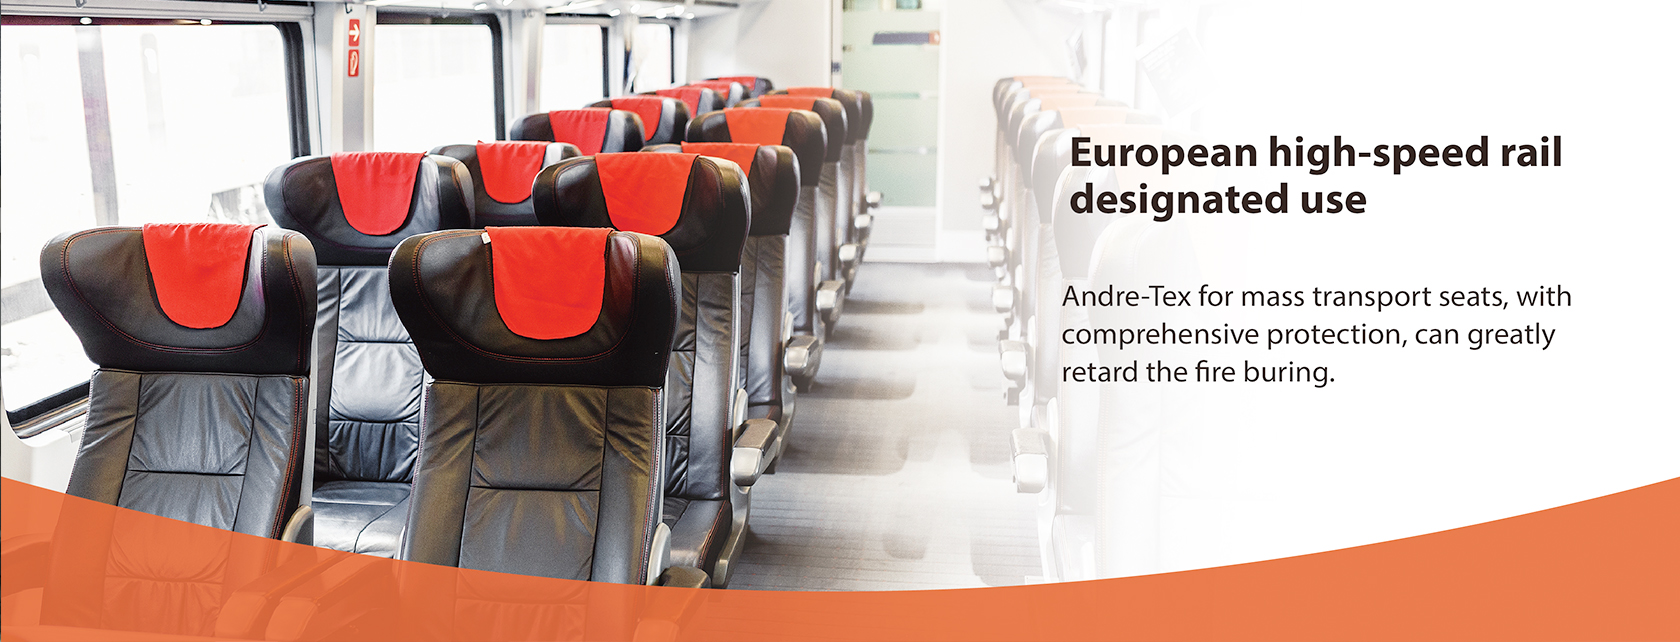 European high-speed rail
designated use
Andre-Tex for mass transport seats, with
comprehensive protection, can greatly
retard the fire buring.